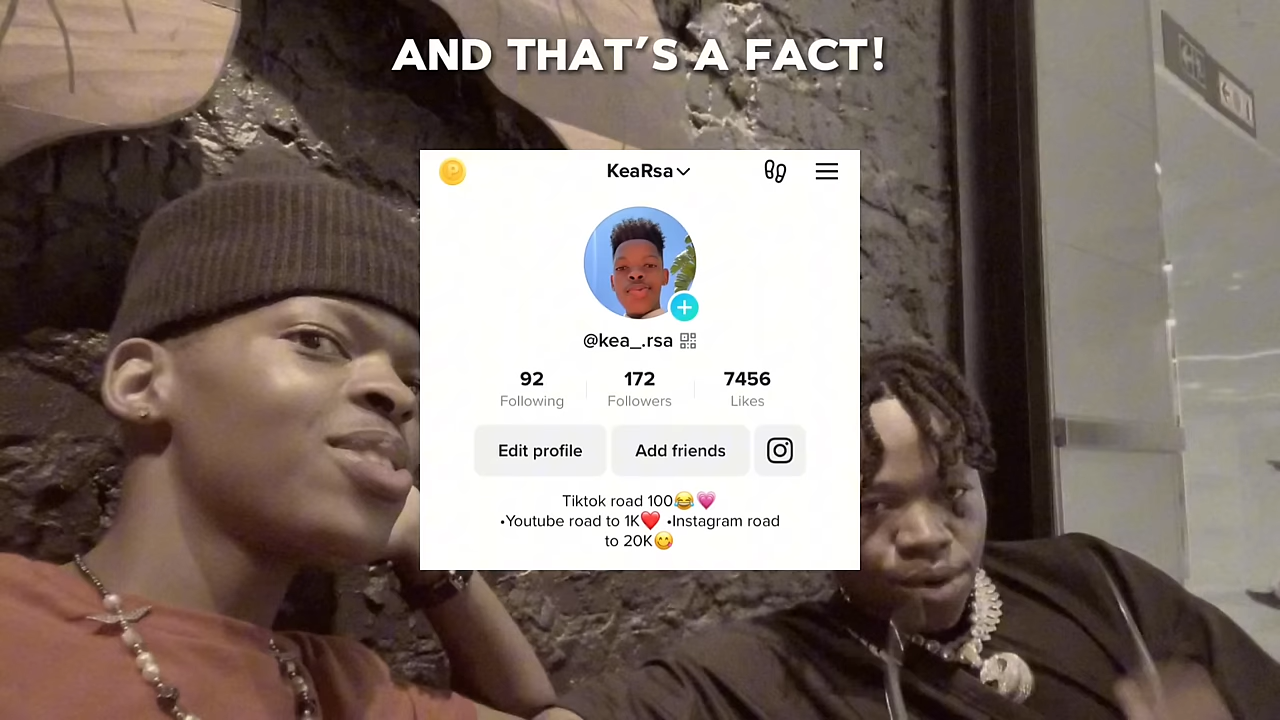 AND THAT'S A FACT!
P
KeaRsa
@kea_.rsa
92 172 7456
Following Followers Likes
Edit profile Add friends
Tiktok road 100😂💗
•Youtube road to 1K❤️ •Instagram road
to 20K😋